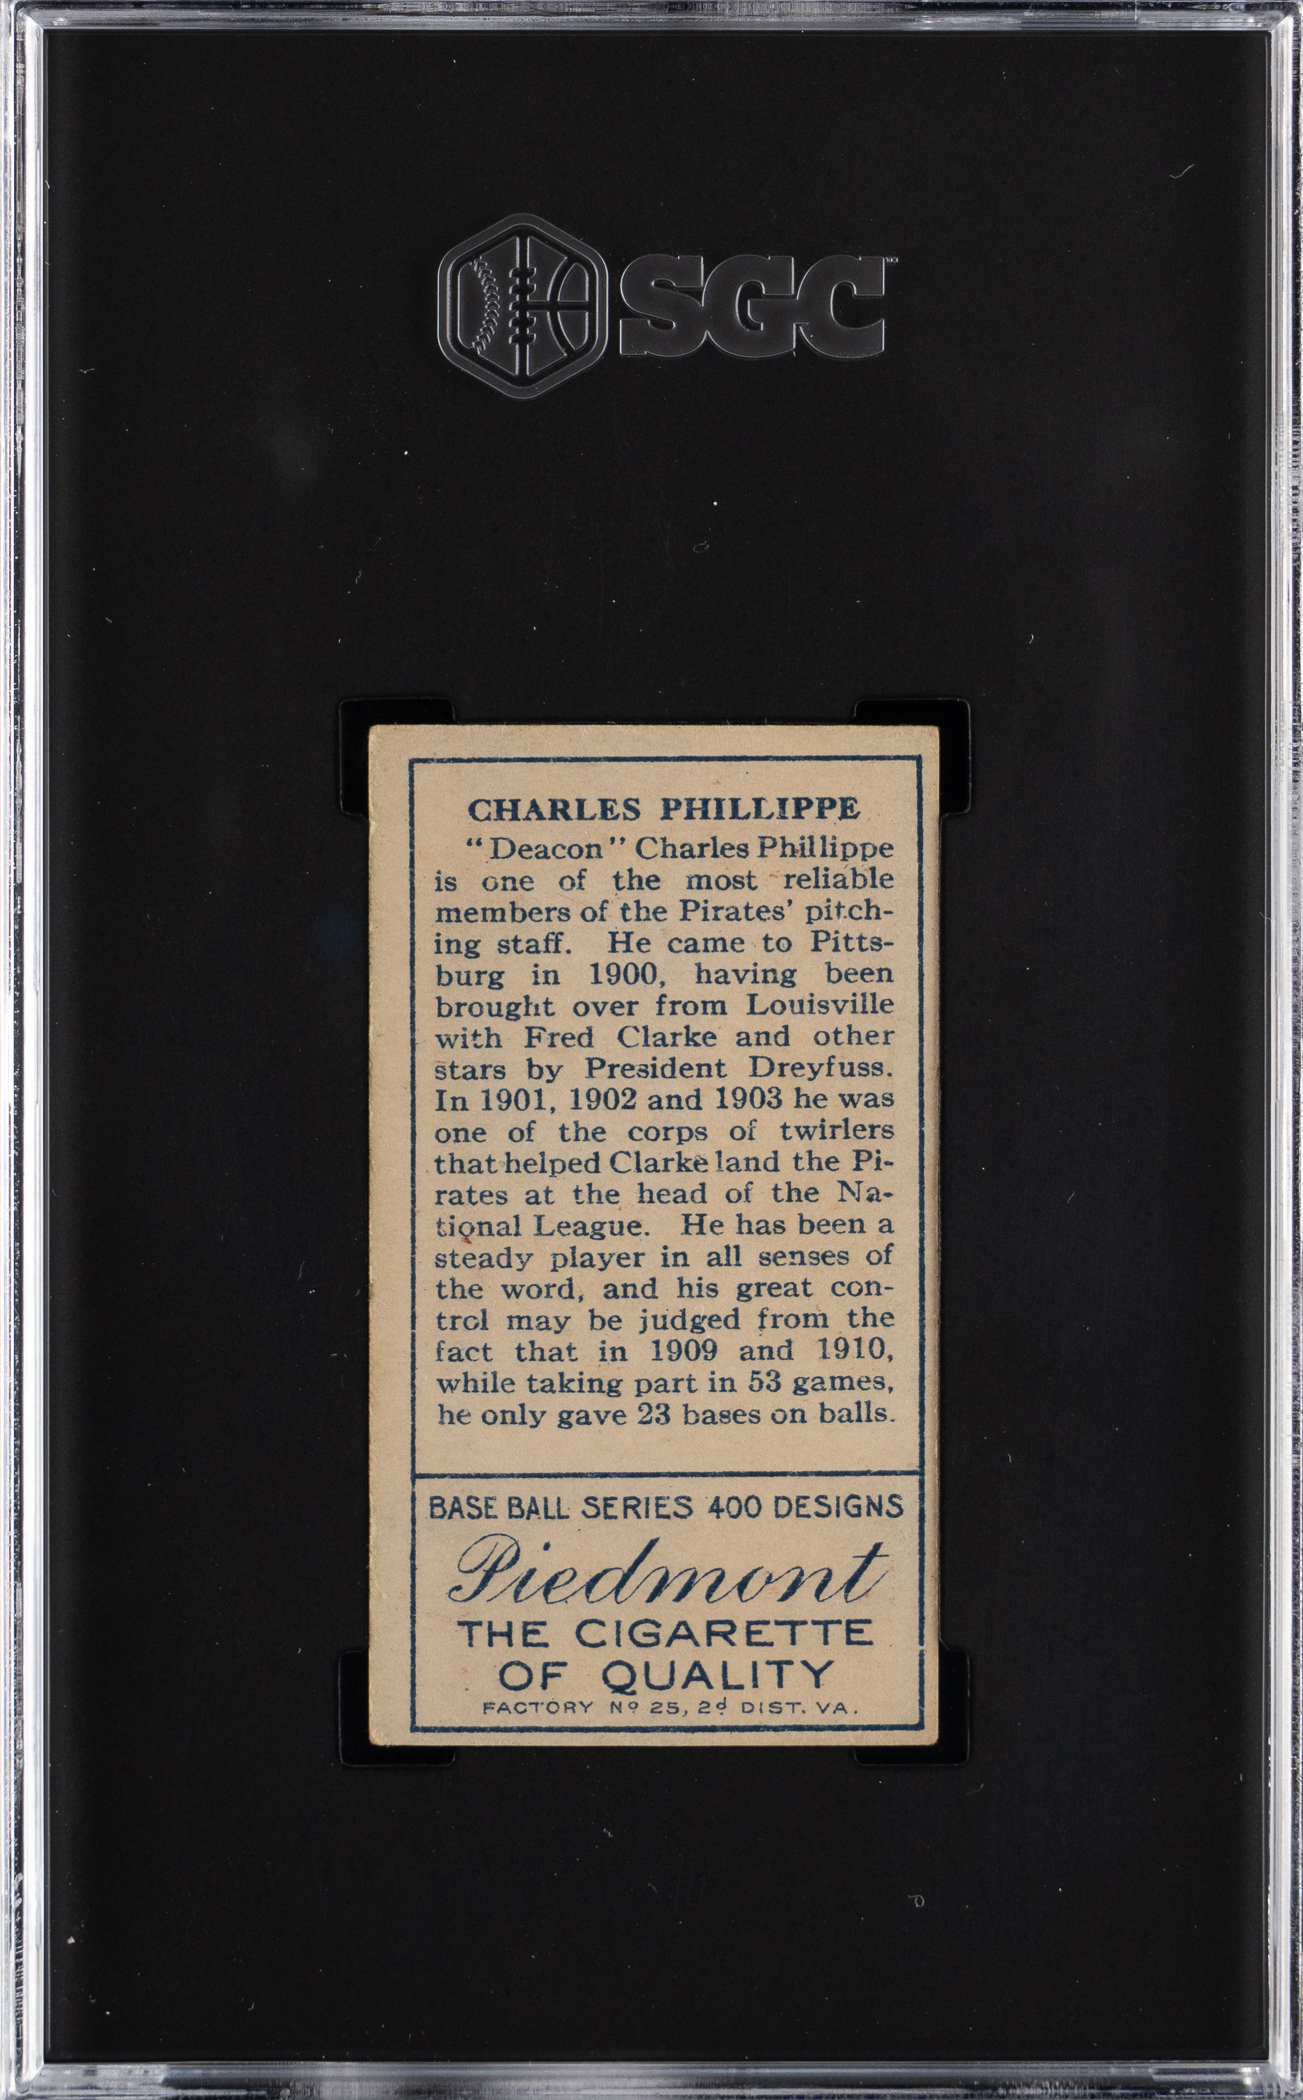 SGC
CHARLES PHILLIPPE
“Deacon” Charles Phillippe
is one of the most reliable
members of the Pirates’ pitch-
ing staff. He came to Pitts-
burg in 1900, having been
brought over from Louisville
with Fred Clarke and other
stars by President Dreyfuss.
In 1901, 1902 and 1903 he was
one of the corps of twirlers
that helped Clarke land the Pi-
rates at the head of the Na-
tional League. He has been a
steady player in all senses of
the word, and his great con-
trol may be judged from the
fact that in 1909 and 1910,
while taking part in 53 games,
he only gave 23 bases on balls.
BASE BALL SERIES 400 DESIGNS
Piedmont
THE CIGARETTE
OF QUALITY
FACTORY Nº 25, 2d DIST. VA.